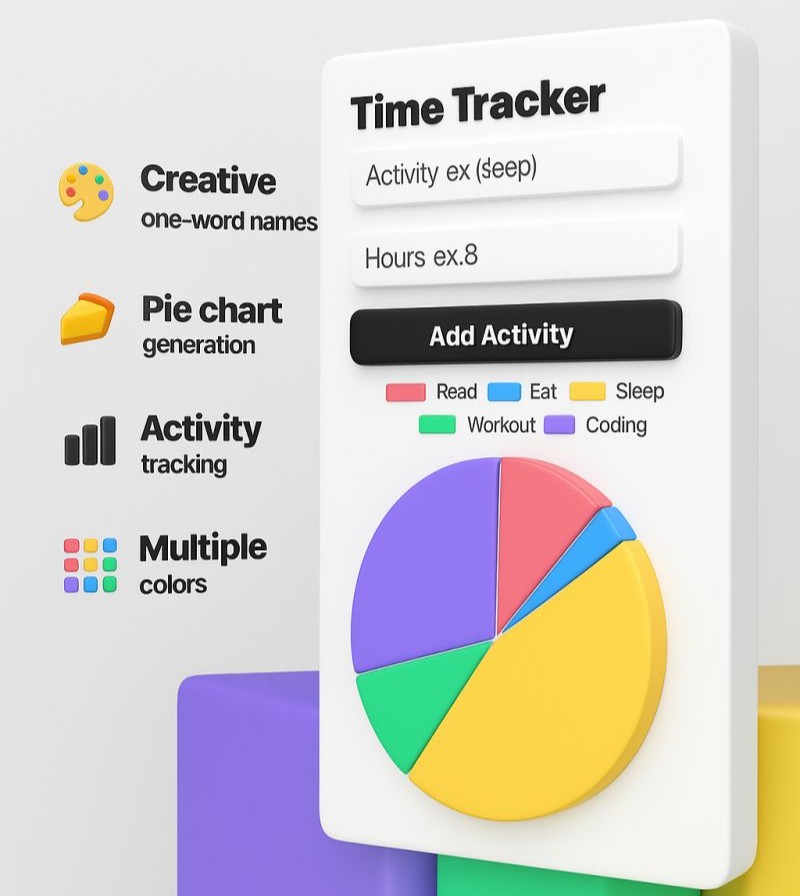 Creative
one-word names
Pie chart
generation
Activity
tracking
Multiple
colors
Time Tracker
Activity ex (sleep)
Hours ex.8
Add Activity
Read Eat Sleep
Workout Coding